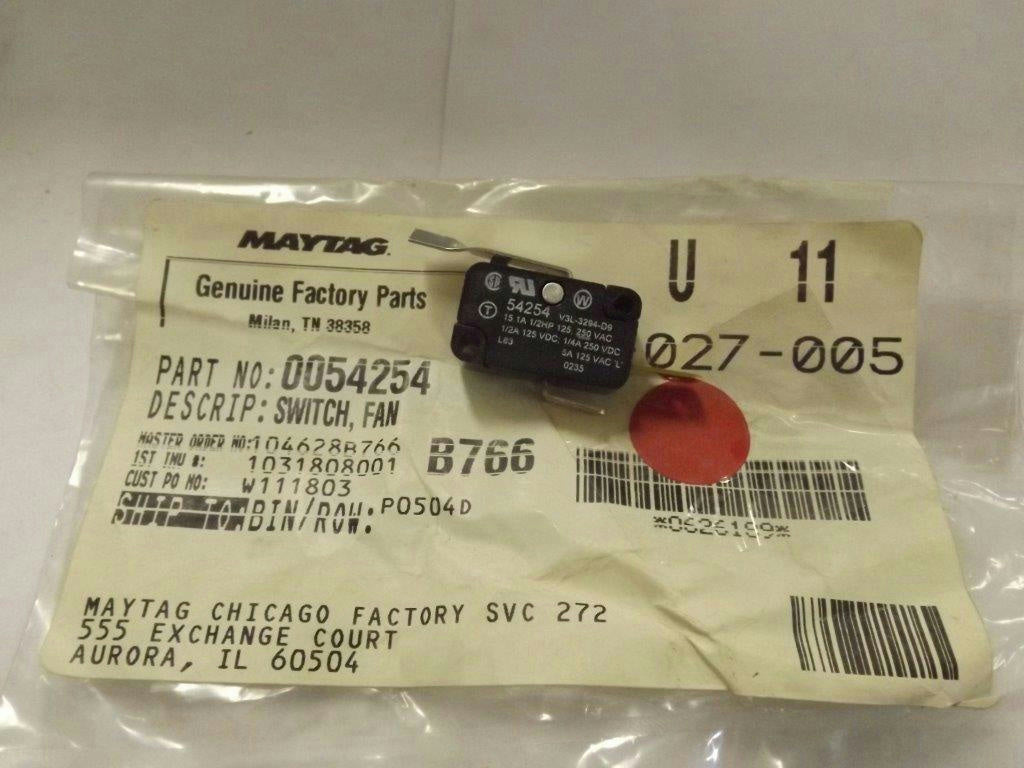 MAYTAG.
Genuine Factory Parts
Milan, TN 38358
U 11
027-005
PART NO: 0054254
DESCRIP: SWITCH, FAN
MASTER ORDER NO: 104628B766
1ST INU #: 1031808001
B766
CUST PO NO: W111803
SHIP TO: BIN/ROW: P0504D
*0626189*
MAYTAG CHICAGO FACTORY SVC 272
555 EXCHANGE COURT
AURORA, IL 60504
54254 V3L-3294-D9
15.1A 1/2HP 125, 250 VAC
1/2A 125 VDC, 1/4A 250 VDC
L63 5A 125 VAC 'L'
0235
T
W